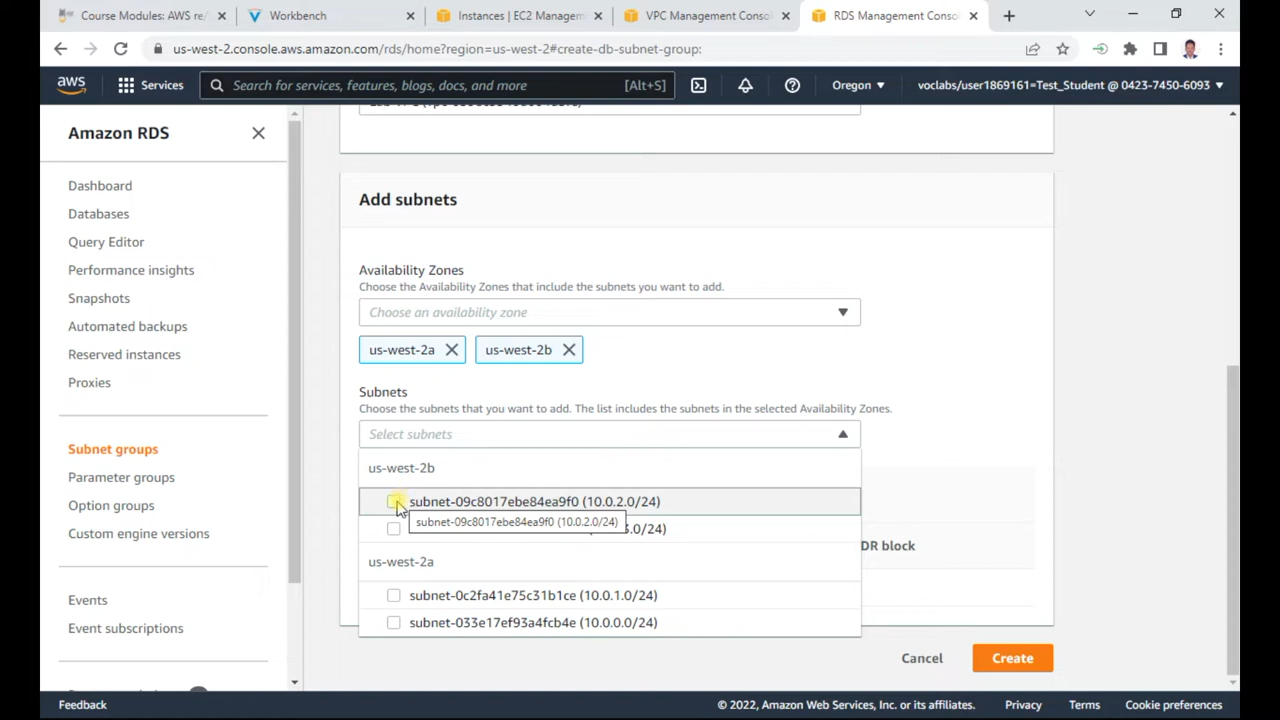 Course Modules: AWS re/
Workbench
Instances | EC2 Managem
VPC Management Conso
RDS Management Conso
us-west-2.console.aws.amazon.com/rds/home?region=us-west-2#create-db-subnet-group:
aws
Services
Search for services, features, blogs, docs, and more
[Alt+S]
Oregon
voclabs/user1869161=Test_Student @ 0423-7450-6093
Amazon RDS
Dashboard
Databases
Query Editor
Performance insights
Snapshots
Automated backups
Reserved instances
Proxies
Subnet groups
Parameter groups
Option groups
Custom engine versions
Events
Event subscriptions
Add subnets
Availability Zones
Choose the Availability Zones that include the subnets you want to add.
Choose an availability zone
us-west-2a
us-west-2b
Subnets
Choose the subnets that you want to add. The list includes the subnets in the selected Availability Zones.
Select subnets
us-west-2b
subnet-09c8017ebe84ea9f0 (10.0.2.0/24)
subnet-09c8017ebe84ea9f0 (10.0.2.0/24)
.0/24)
DR block
us-west-2a
subnet-0c2fa41e75c31b1ce (10.0.1.0/24)
subnet-033e17ef93a4fcb4e (10.0.0.0/24)
Cancel
Create
Feedback
© 2022, Amazon Web Services, Inc. or its affiliates.
Privacy
Terms
Cookie preferences